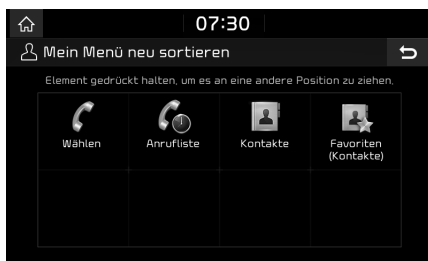 07:30
Mein Menü neu sortieren
Element gedrückt halten, um es an eine andere Position zu ziehen.
Wählen
Anrufliste
Kontakte
Favoriten
(Kontakte)